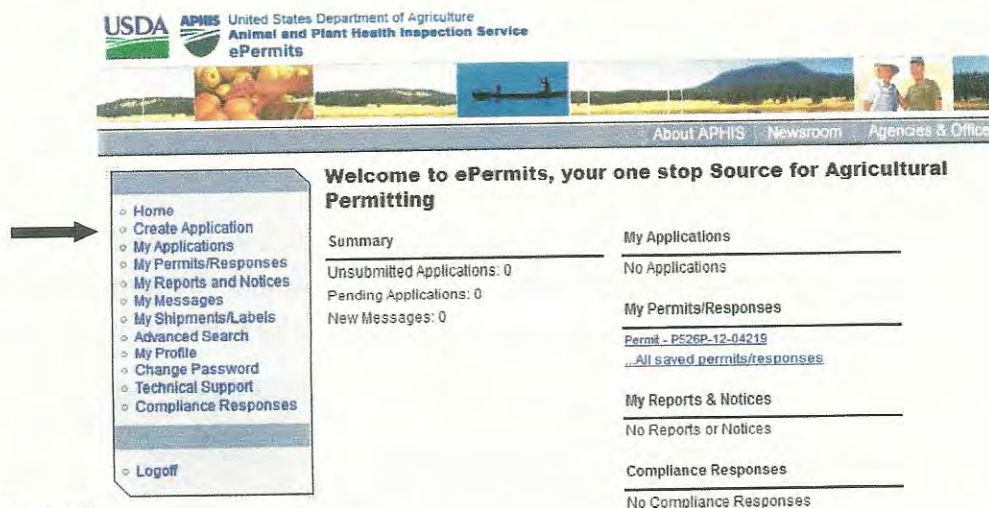 USDA
APHIS United States Department of Agriculture
Animal and Plant Health Inspection Service
ePermits
About APHIS Newsroom Agencies & Office
Home
Create Application
My Applications
My Permits/Responses
My Reports and Notices
My Messages
My Shipments/Labels
Advanced Search
My Profile
Change Password
Technical Support
Compliance Responses
Logoff
Welcome to ePermits, your one stop Source for Agricultural
Permitting
Summary
Unsubmitted Applications: 0
Pending Applications: 0
New Messages: 0
My Applications
No Applications
My Permits/Responses
Permit - P526P-12-04219
...All saved permits/responses
My Reports & Notices
No Reports or Notices
Compliance Responses
No Compliance Responses